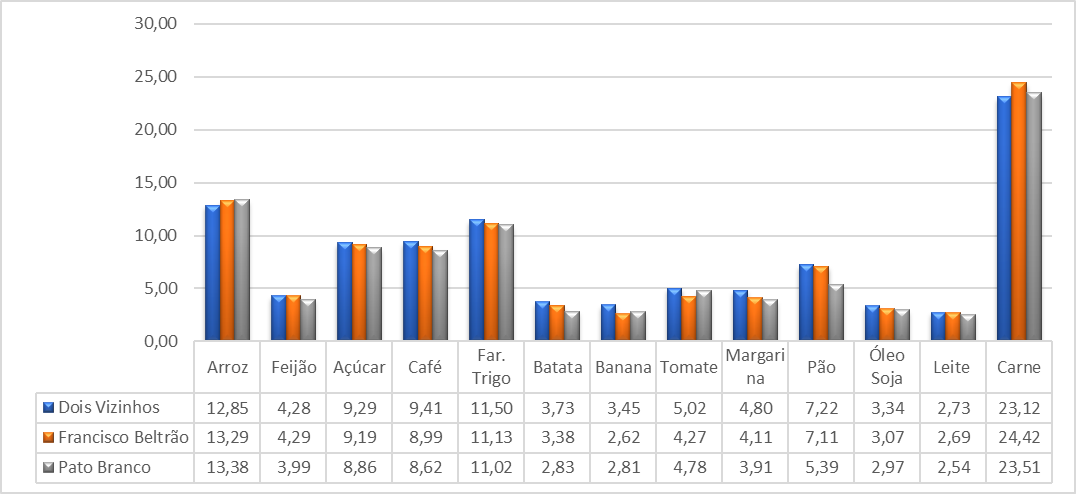 30,00
25,00
20,00
15,00
10,00
5,00
0,00
Arroz Feijão Açúcar Café Far. Trigo Batata Banana Tomate Margarina Pão Óleo Soja Leite Carne
Dois Vizinhos 12,85 4,28 9,29 9,41 11,50 3,73 3,45 5,02 4,80 7,22 3,34 2,73 23,12
Francisco Beltrão 13,29 4,29 9,19 8,99 11,13 3,38 2,62 4,27 4,11 7,11 3,07 2,69 24,42
Pato Branco 13,38 3,99 8,86 8,62 11,02 2,83 2,81 4,78 3,91 5,39 2,97 2,54 23,51